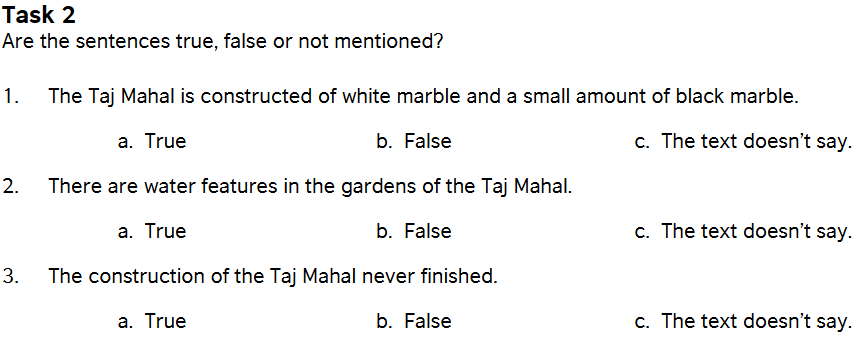 Task 2
Are the sentences true, false or not mentioned?
1. The Taj Mahal is constructed of white marble and a small amount of black marble.
a. True b. False c. The text doesn’t say.
2. There are water features in the gardens of the Taj Mahal.
a. True b. False c. The text doesn’t say.
3. The construction of the Taj Mahal never finished.
a. True b. False c. The text doesn’t say.